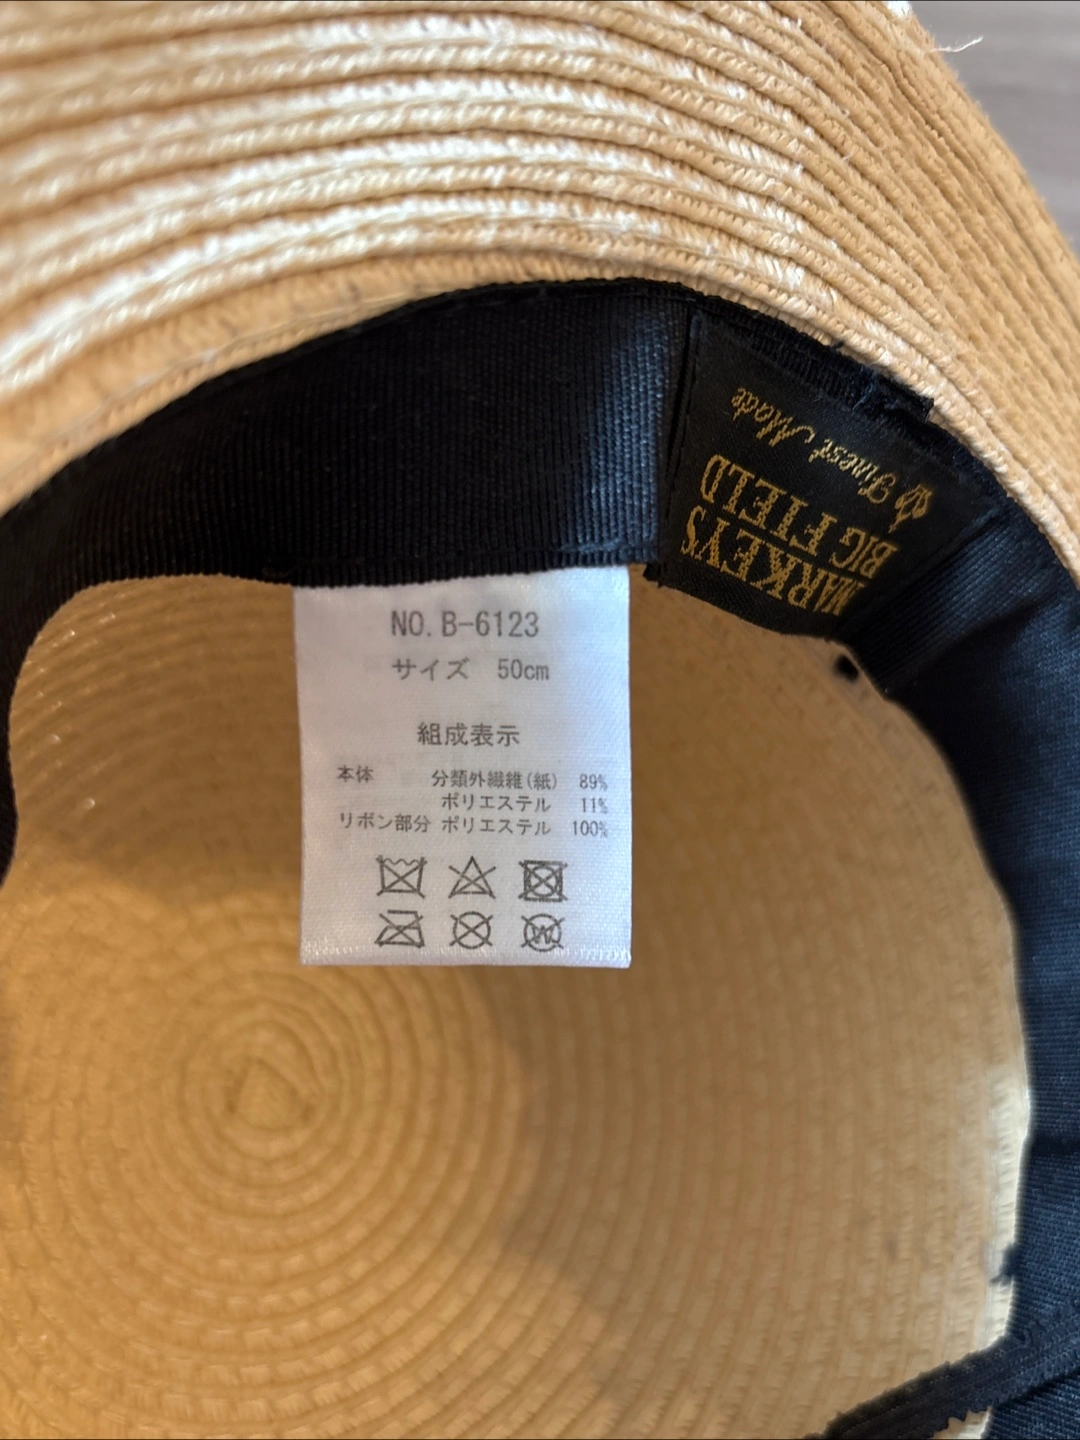 NO. B-6123
サイズ 50cm
組成表示
本体 分類外繊維(紙) 89%
ポリエステル 11%
リボン部分 ポリエステル 100%
W
MARKEYS
BIG FIELD
Finest Made